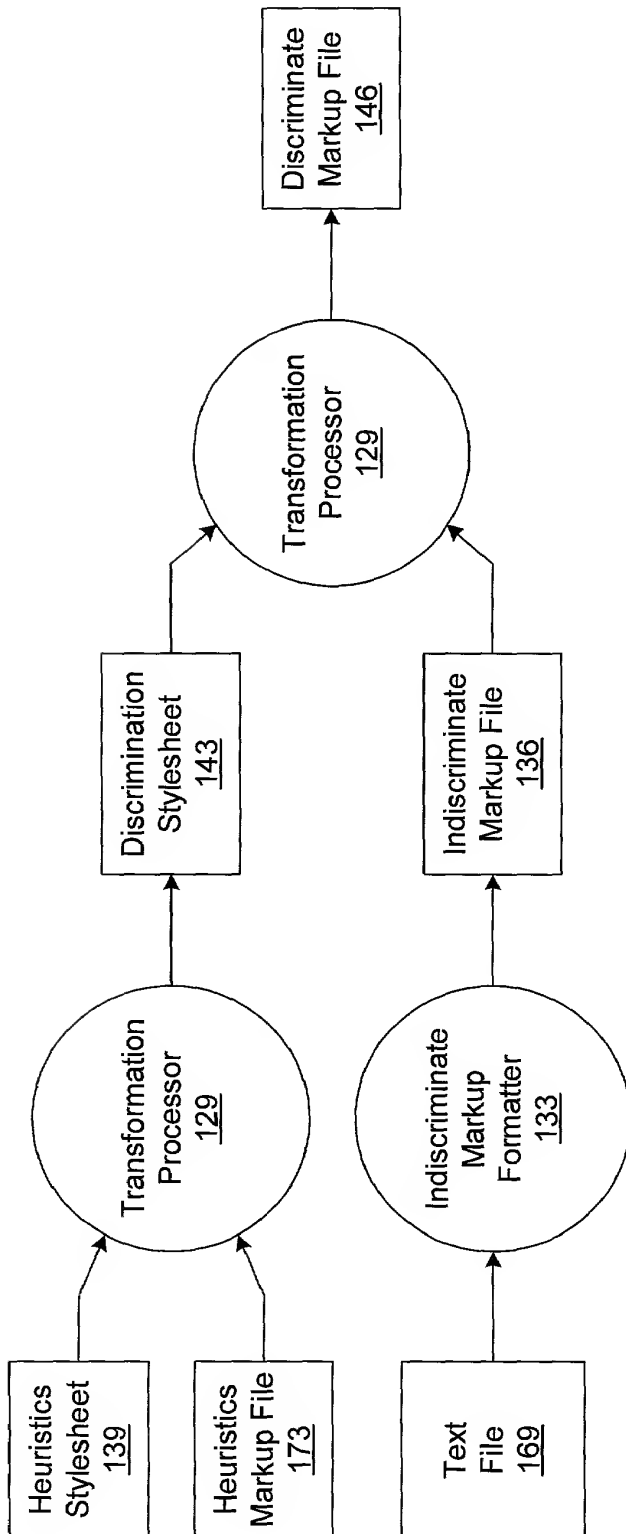 Heuristics
Stylesheet
139
Heuristics
Markup File
173
Text
File
169
Transformation
Processor
129
Indiscriminate
Markup
Formatter
133
Discrimination
Stylesheet
143
Indiscriminate
Markup File
136
Transformation
Processor
129
Discriminate
Markup File
146